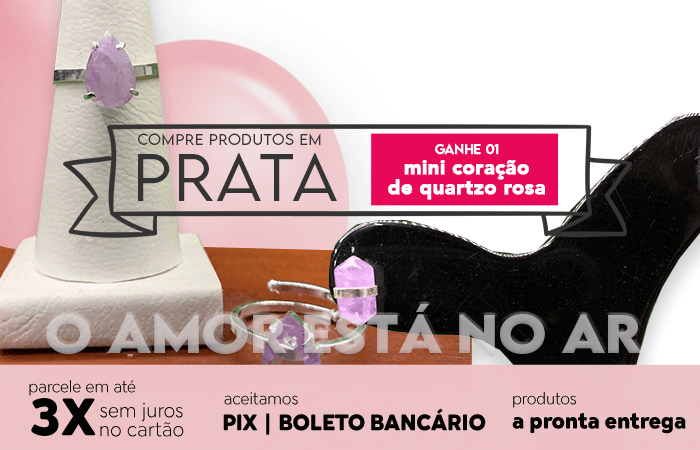 COMPRE PRODUTOS EM
PRATA
GANHE 01
mini coração
de quartzo rosa
O AMOR ESTÁ NO AR
parcele em até
3X sem juros
no cartão
aceitamos
PIX | BOLETO BANCÁRIO
produtos
a pronta entrega